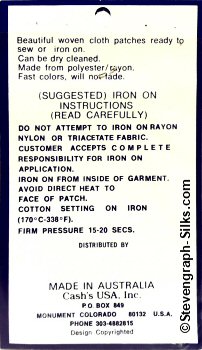 Beautiful woven cloth patches ready to
sew or iron on.
Can be dry cleaned.
Made from polyester/rayon.
Fast colors, will not fade.
(SUGGESTED) IRON ON
INSTRUCTIONS
(READ CAREFULLY)
DO NOT ATTEMPT TO IRON ON RAYON
NYLON OR TRIACETATE FABRIC.
CUSTOMER ACCEPTS COMPLETE
RESPONSIBILITY FOR IRON ON
APPLICATION.
IRON ON FROM INSIDE OF GARMENT.
AVOID DIRECT HEAT TO
FACE OF PATCH.
COTTON SETTING ON IRON
(170°C-338°F).
FIRM PRESSURE 15-20 SECS.
DISTRIBUTED BY
MADE IN AUSTRALIA
Cash's USA, Inc.
P.O. BOX 849
MONUMENT COLORADO 80132 U.S.A.
PHONE 303-4882815
Design Copyrighted
© Stevengraph-Silks.com